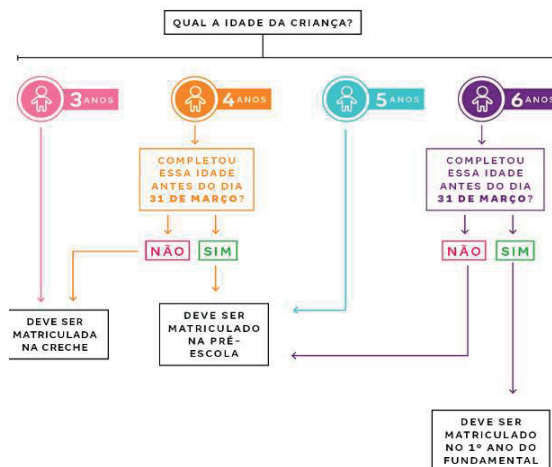 QUAL A IDADE DA CRIANÇA?
3 ANOS
4 ANOS
5 ANOS
6 ANOS
COMPLETOU
ESSA IDADE
ANTES DO DIA
31 DE MARÇO?
COMPLETOU
ESSA IDADE
ANTES DO DIA
31 DE MARÇO?
NÃO
SIM
NÃO
SIM
DEVE SER
MATRICULADA
NA CRECHE
DEVE SER
MATRICULADO
NA PRÉ-
ESCOLA
DEVE SER
MATRICULADO
NO 1º ANO DO
FUNDAMENTAL